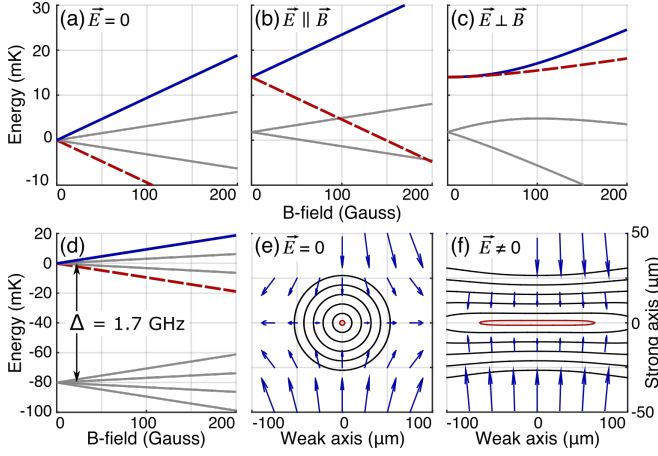 (a) E⃗ = 0
(b) E⃗ ∥ B⃗
(c) E⃗ ⊥ B⃗
Energy (mK)
30
20
10
0
-10
0 100 200
0 100 200
0 100 200
B-field (Gauss)
(d)
(e) E⃗ = 0
(f) E⃗ ≠ 0
Energy (mK)
20
0
-20
-40
-60
-80
-100
Δ = 1.7 GHz
50
0
-50
Strong axis (µm)
0 100 200
-100 0 100
-100 0 100
B-field (Gauss)
Weak axis (µm)
Weak axis (µm)